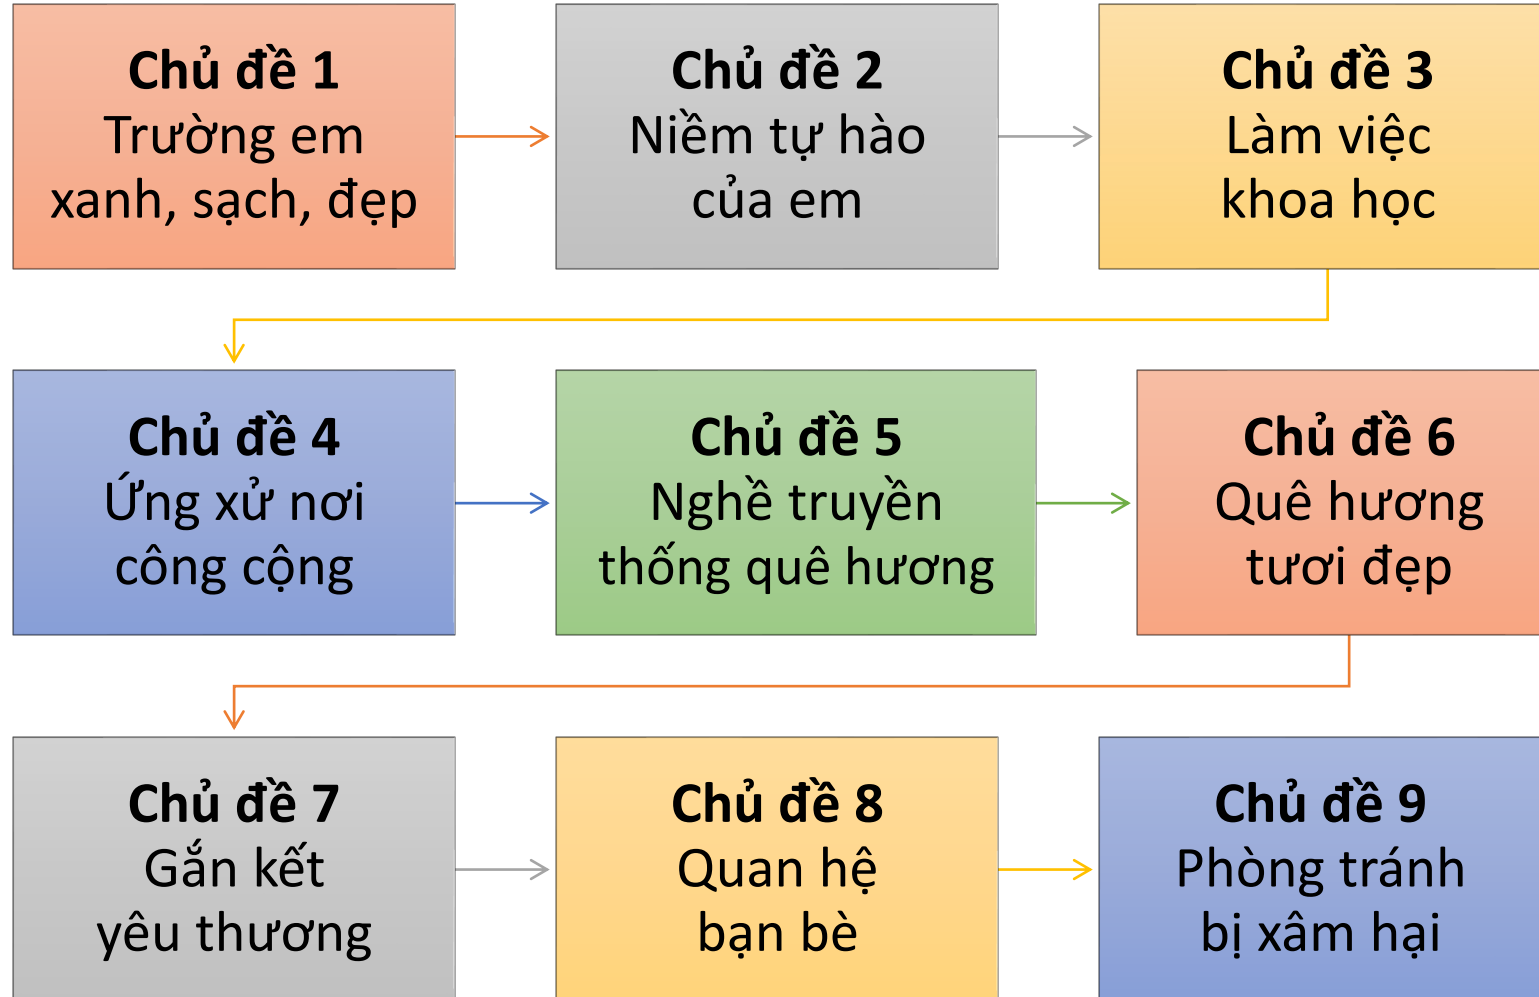 Chủ đề 1
Trường em
xanh, sạch, đẹp
Chủ đề 2
Niềm tự hào
của em
Chủ đề 3
Làm việc
khoa học
Chủ đề 4
Ứng xử nơi
công cộng
Chủ đề 5
Nghề truyền
thống quê hương
Chủ đề 6
Quê hương
tươi đẹp
Chủ đề 7
Gắn kết
yêu thương
Chủ đề 8
Quan hệ
bạn bè
Chủ đề 9
Phòng tránh
bị xâm hại